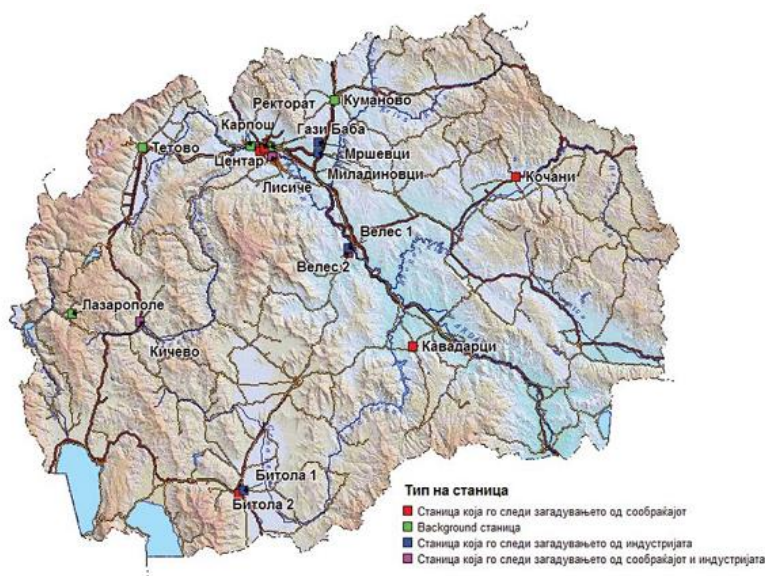 Ректорат
Куманово
Карпош
Гази Баба
Тетово
Центар
Мршевци
Миладиновци
Лисиче
Кочани
Велес 1
Велес 2
Лазарополе
Кичево
Кавадарци
Битола 1
Битола 2
Тип на станица
Станица која го следи загадувањето од сообраќајот
Background станица
Станица која го следи загадувањето од индустријата
Станица која го следи загадувањето од сообраќајот и индустријата